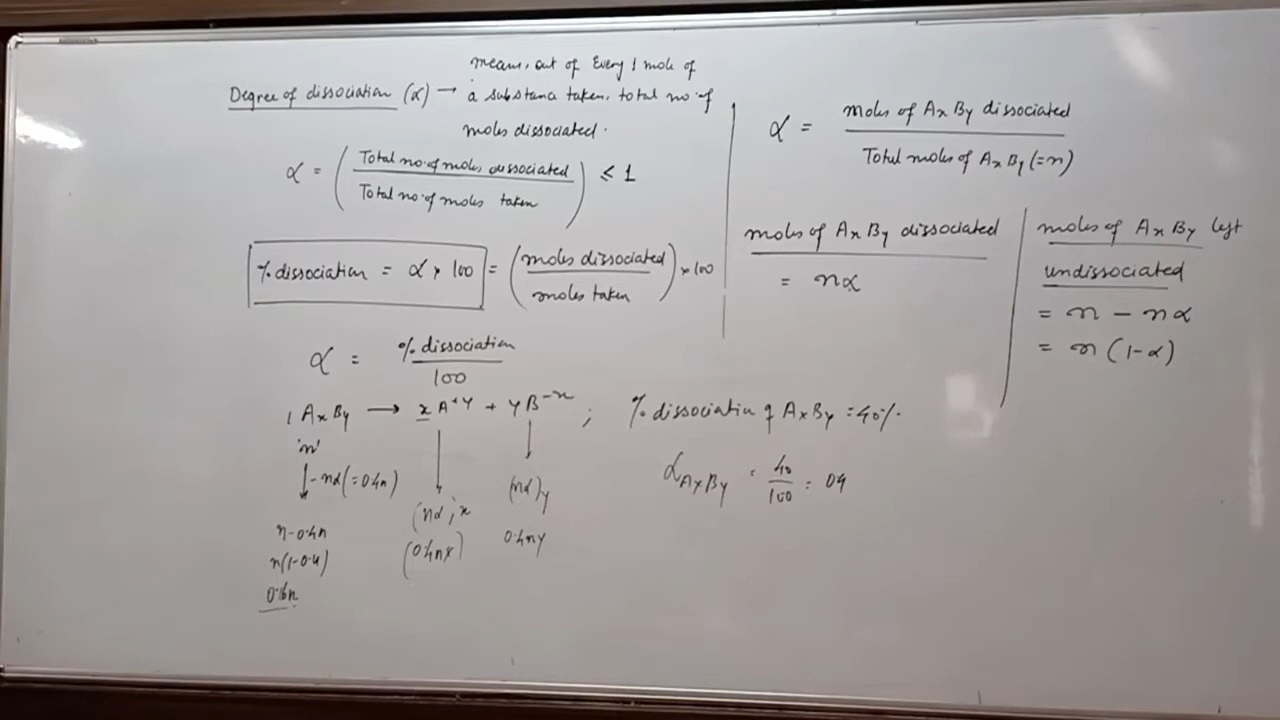 means, out of Every 1 mole of
Degree of dissociation (α) → a substance taken, total no. of
moles dissociated.
α = (Total no. of moles dissociated / Total no. of moles taken) ≤ 1
% dissociation = α × 100 = (moles dissociated / moles taken) × 100
α = % dissociation / 100
1 AxBy → x A+y + y B-x ; % dissociation of AxBy = 40%
'n'
- nα (= 0.4n)
(nα) x
(nα) y
n - 0.4n
n(1-0.4)
0.6n
(0.4nx)
0.4ny
αAxBy = 40/100 = 04
α = moles of AxBy dissociated / Total moles of AxBy (= n)
moles of AxBy dissociated
= nα
moles of AxBy left
undissociated
= n - nα
= n (1-α)